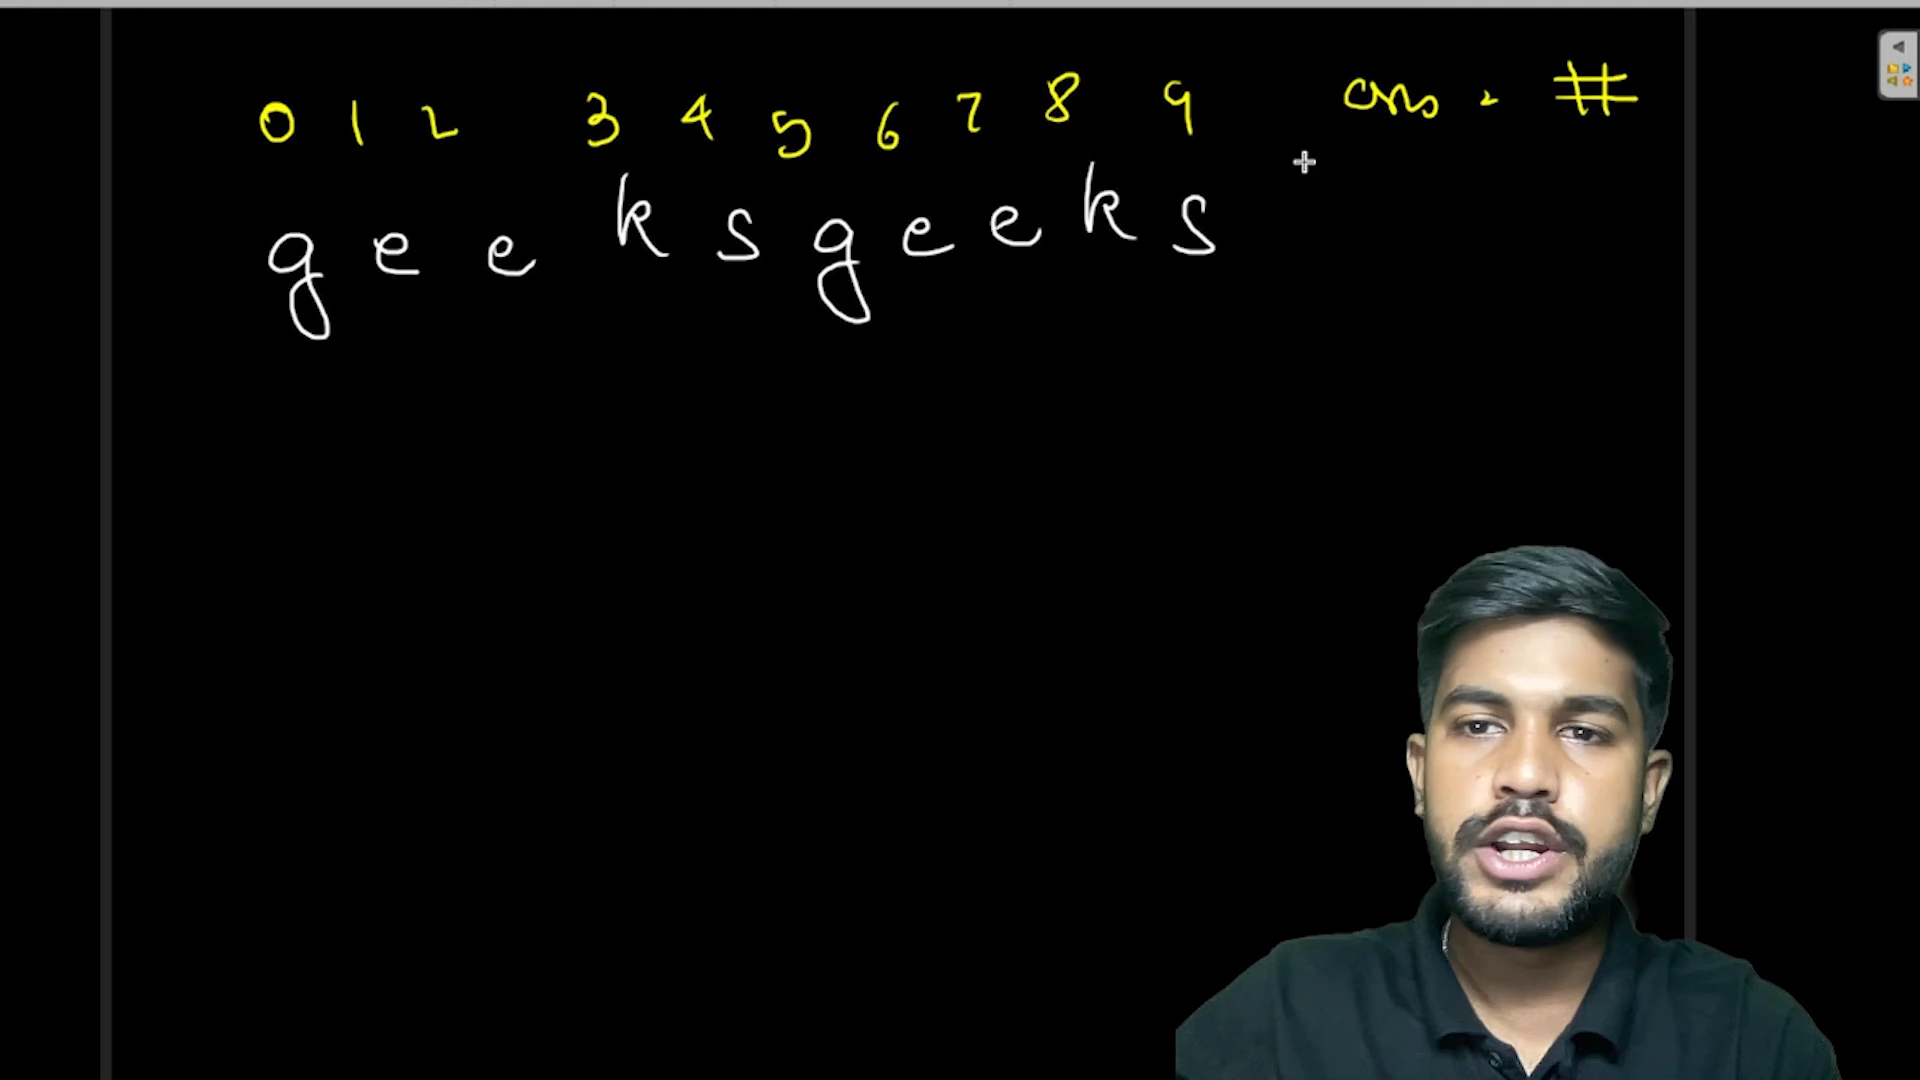 0 1 2 3 4 5 6 7 8 9 ans = #
g e e k s g e e k s